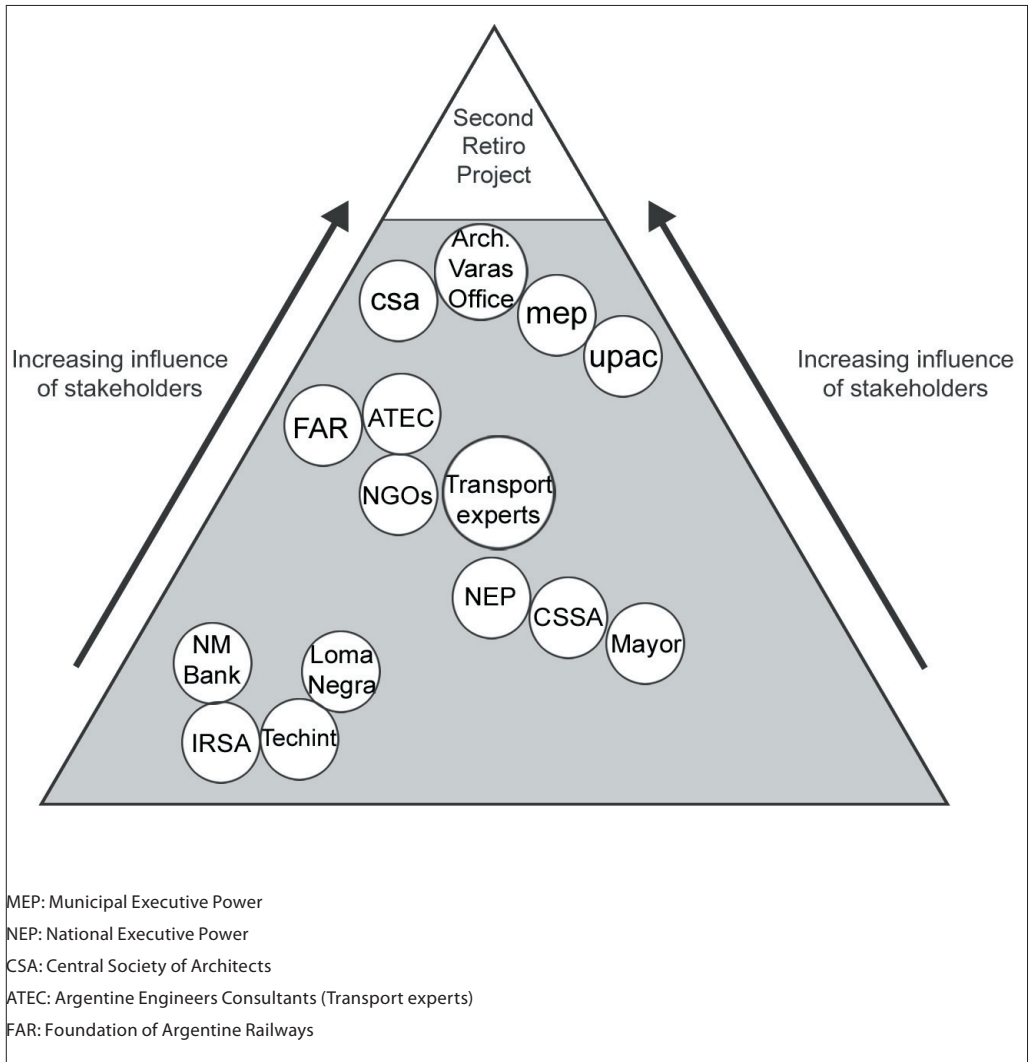 Second
Retiro
Project
Increasing influence
of stakeholders
Increasing influence
of stakeholders
Arch.
Varas
Office
csa
mep
upac
FAR
ATEC
NGOs
Transport
experts
NEP
CSSA
Mayor
NM
Bank
Loma
Negra
IRSA
Techint
MEP: Municipal Executive Power
NEP: National Executive Power
CSA: Central Society of Architects
ATEC: Argentine Engineers Consultants (Transport experts)
FAR: Foundation of Argentine Railways